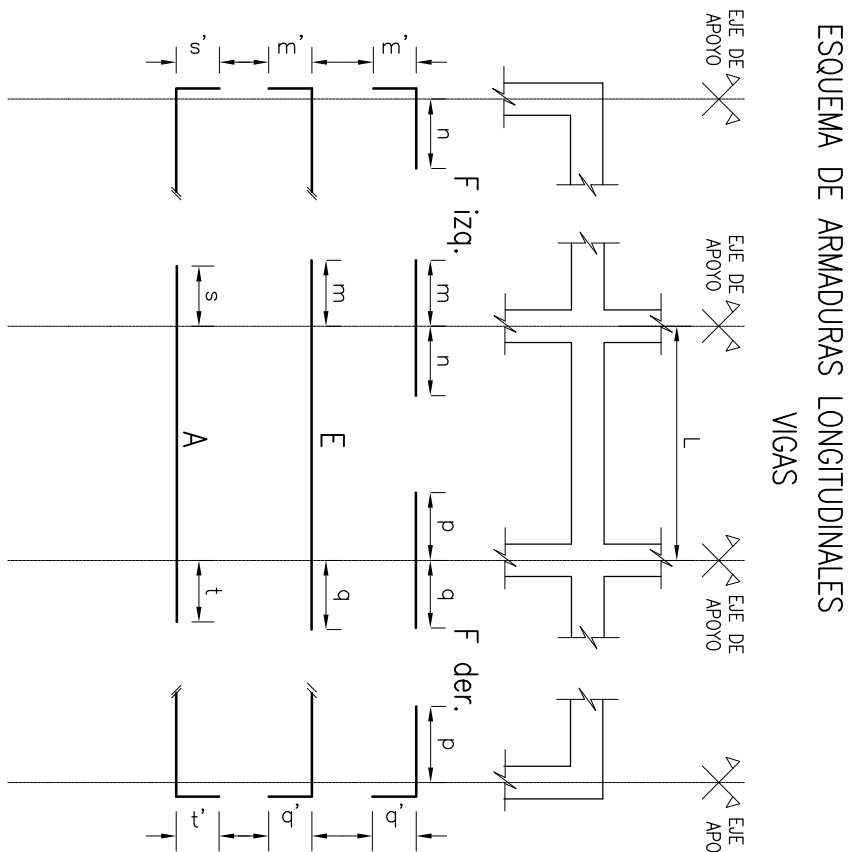 ESQUEMA DE ARMADURAS LONGITUDINALES
VIGAS
EJE DE
APOYO
EJE DE
APOYO
EJE DE
APOYO
EJE
APO
L
F izq.
F der.
m'
n
m
n
p
q
p
q'
m'
m
E
q
q'
s'
s
A
t
t'